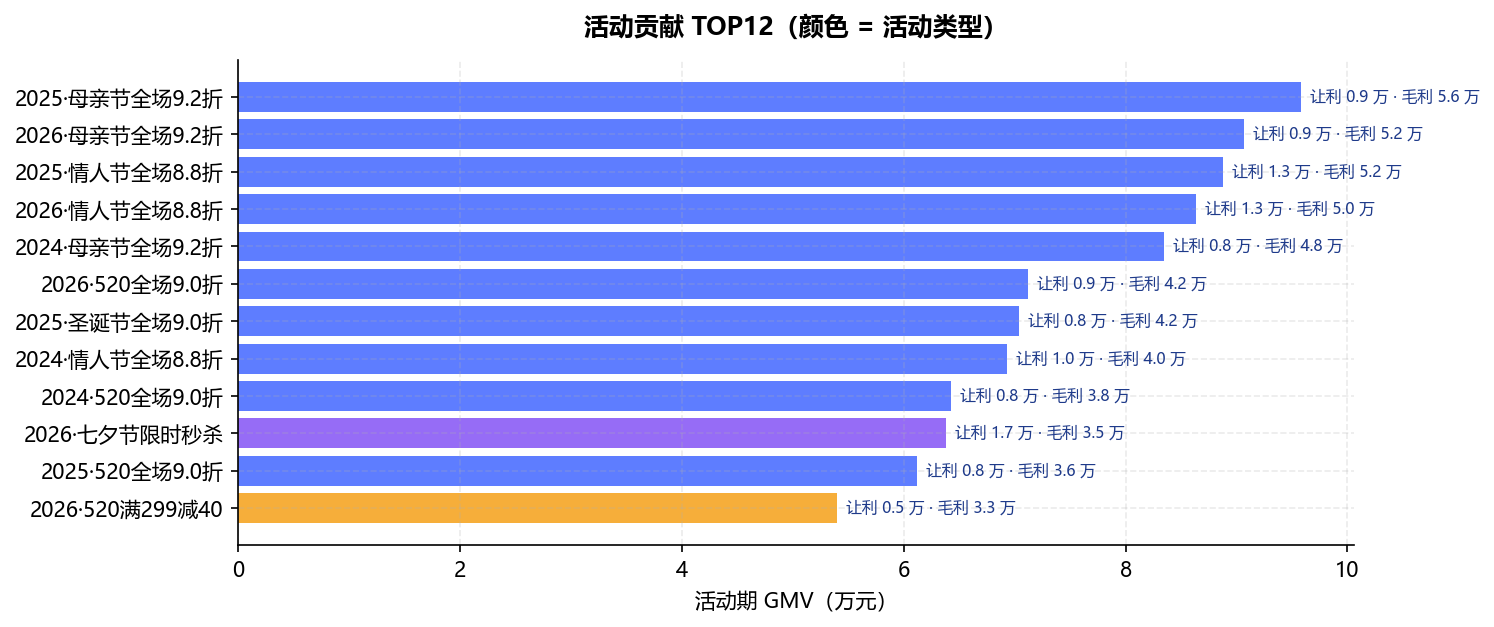 活动贡献 TOP12（颜色 = 活动类型）
2025·母亲节全场9.2折 让利 0.9 万 · 毛利 5.6 万
2026·母亲节全场9.2折 让利 0.9 万 · 毛利 5.2 万
2025·情人节全场8.8折 让利 1.3 万 · 毛利 5.2 万
2026·情人节全场8.8折 让利 1.3 万 · 毛利 5.0 万
2024·母亲节全场9.2折 让利 0.8 万 · 毛利 4.8 万
2026·520全场9.0折 让利 0.9 万 · 毛利 4.2 万
2025·圣诞节全场9.0折 让利 0.8 万 · 毛利 4.2 万
2024·情人节全场8.8折 让利 1.0 万 · 毛利 4.0 万
2024·520全场9.0折 让利 0.8 万 · 毛利 3.8 万
2026·七夕节限时秒杀 让利 1.7 万 · 毛利 3.5 万
2025·520全场9.0折 让利 0.8 万 · 毛利 3.6 万
2026·520满299减40 让利 0.5 万 · 毛利 3.3 万
0 2 4 6 8 10
活动期 GMV（万元）